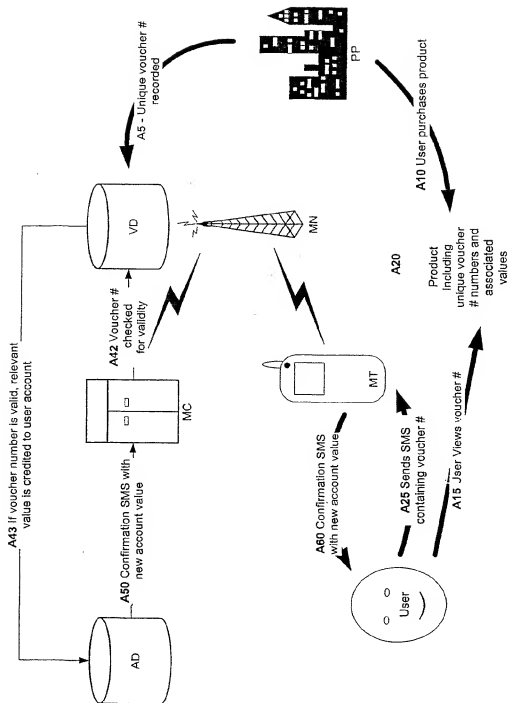 A43 If voucher number is valid, relevant
value is credited to user account
AD
A50 Confirmation SMS with
new account value
MC
A42 Voucher #
checked
for validity
VD
A5 - Unique voucher #
recorded
PP
MN
MT
A60 Confirmation SMS
with new account value
User
A25 Sends SMS
containing voucher #
A15 User Views voucher #
A20
Product
Including
unique voucher
# numbers and
associated
values
A10 User purchases product